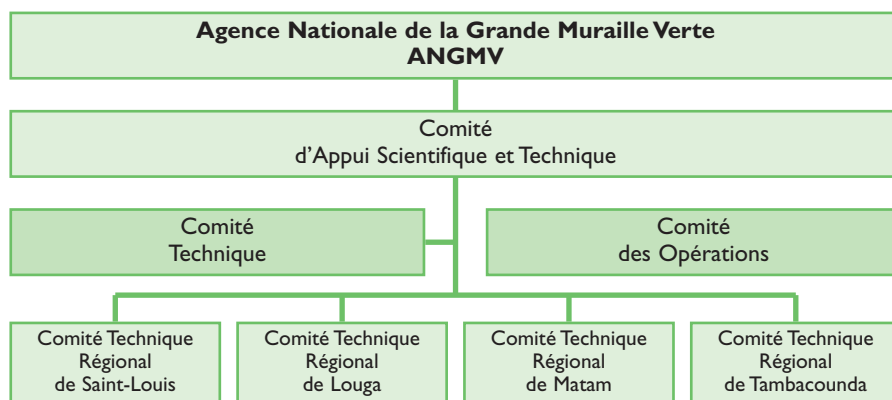 Agence Nationale de la Grande Muraille Verte
ANGMV
Comité
d'Appui Scientifique et Technique
Comité
Technique
Comité
des Opérations
Comité Technique
Régional
de Saint-Louis
Comité Technique
Régional
de Louga
Comité Technique
Régional
de Matam
Comité Technique
Régional
de Tambacounda